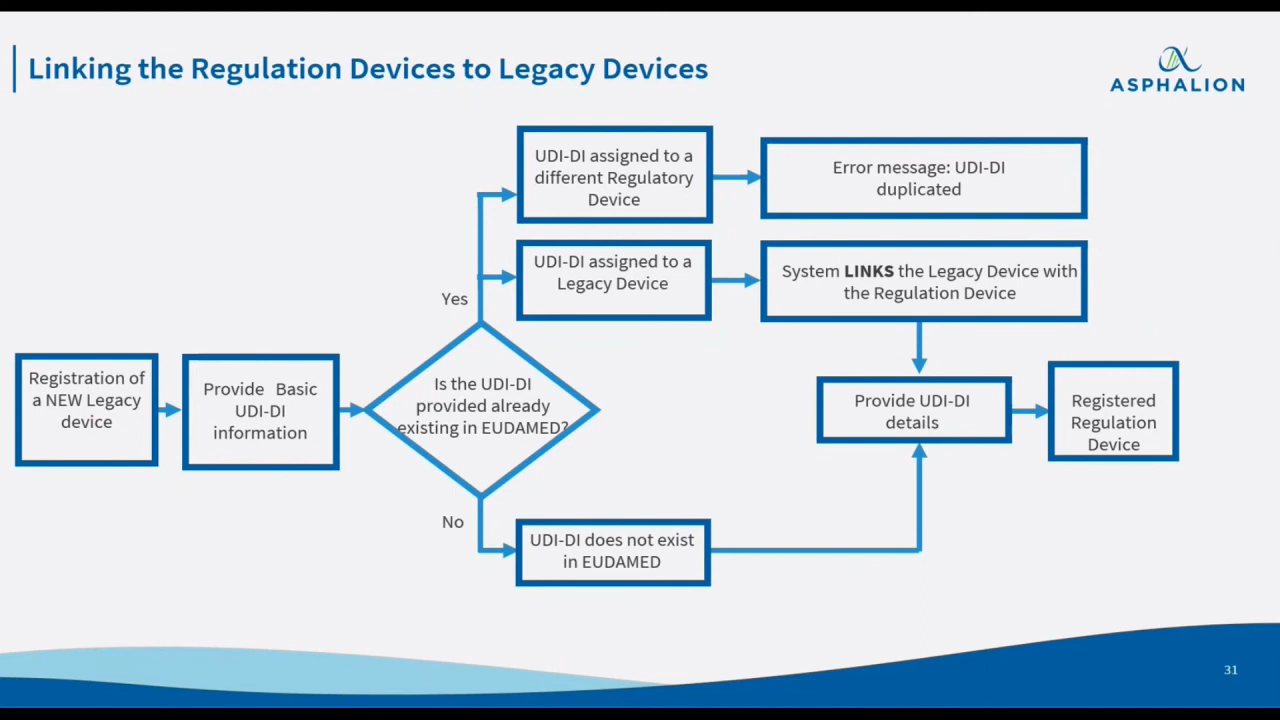 Linking the Regulation Devices to Legacy Devices
ASPHALION
UDI-DI assigned to a
different Regulatory
Device
Error message: UDI-DI
duplicated
UDI-DI assigned to a
Legacy Device
System LINKS the Legacy Device with
the Regulation Device
Yes
Registration of
a NEW Legacy
device
Provide Basic
UDI-DI
information
Is the UDI-DI
provided already
existing in EUDAMED?
Provide UDI-DI
details
Registered
Regulation
Device
No
UDI-DI does not exist
in EUDAMED
31